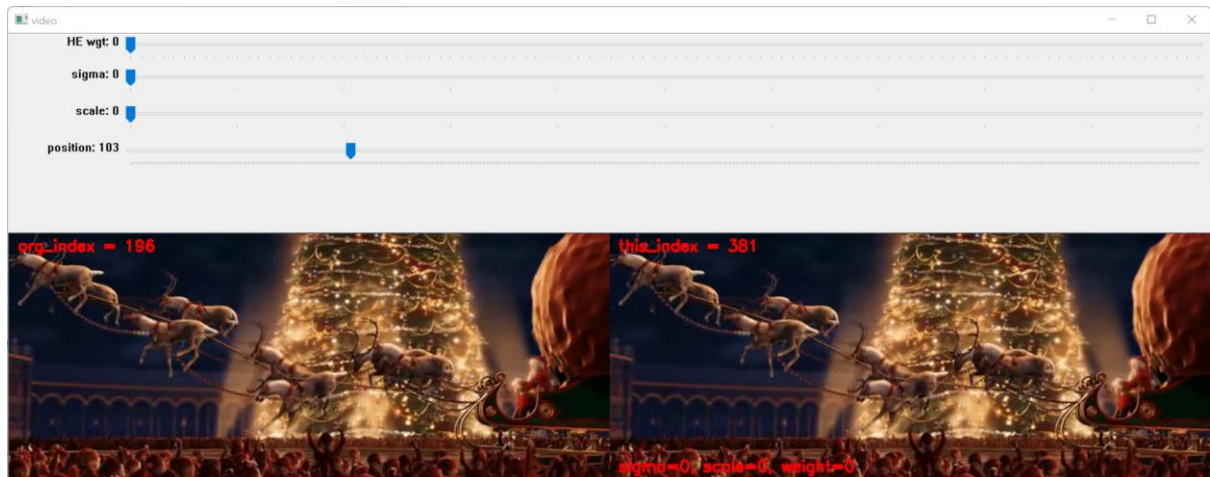 video
HE wgt: 0
sigma: 0
scale: 0
position: 103
org_index = 196
this_index = 381
sigma=0, scale=0, weight=0